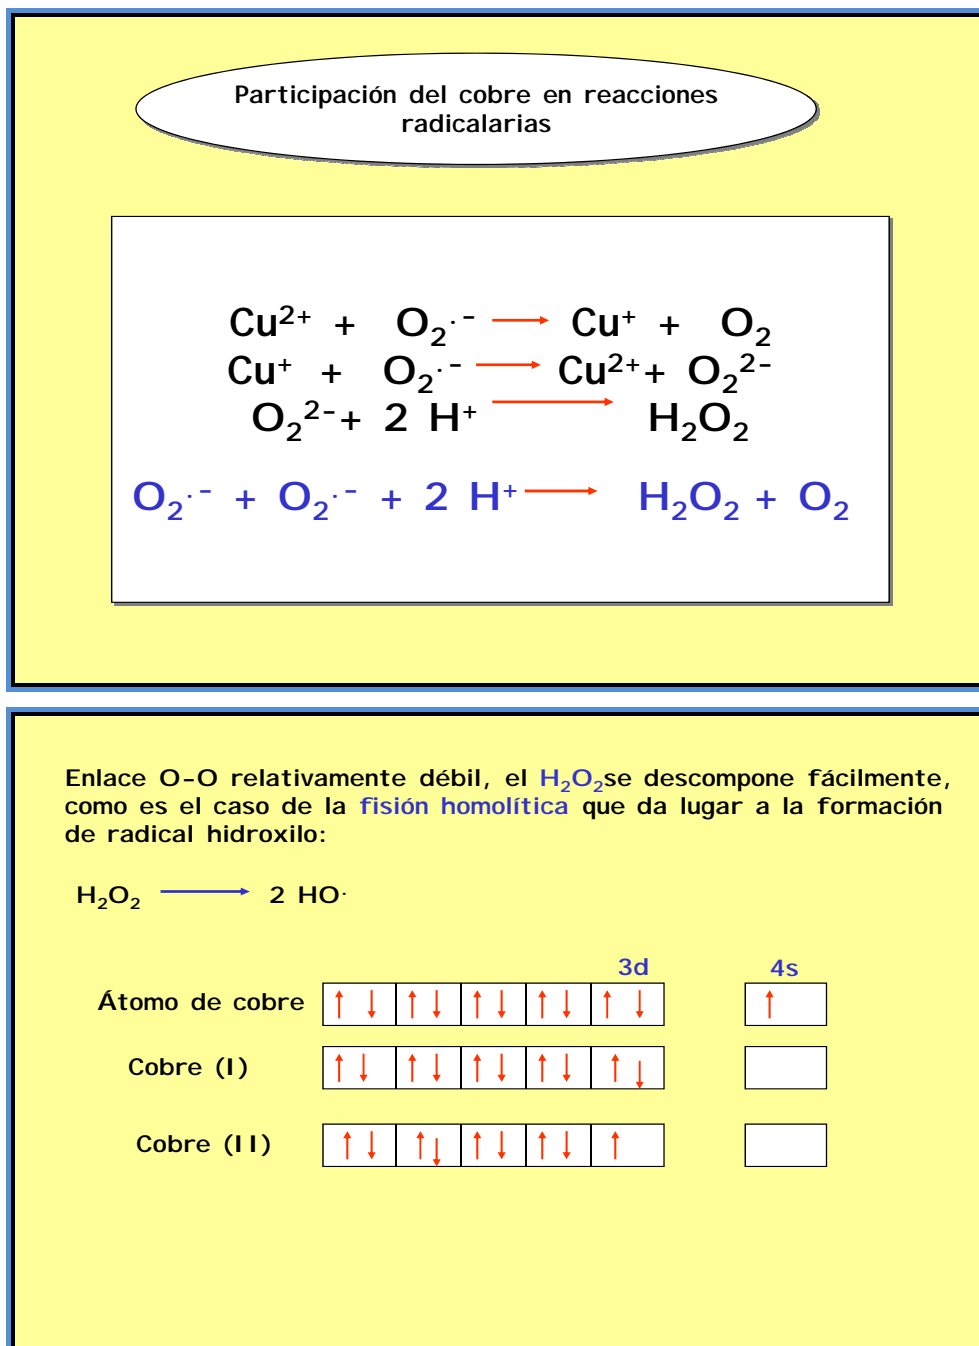 Participación del cobre en reacciones
radicalarias
Cu²⁺ + O₂·⁻ → Cu⁺ + O₂
Cu⁺ + O₂·⁻ → Cu²⁺+ O₂²⁻
O₂²⁻+ 2 H⁺ → H₂O₂
O₂·⁻ + O₂·⁻ + 2 H⁺ → H₂O₂ + O₂
Enlace O-O relativamente débil, el H₂O₂se descompone fácilmente,
como es el caso de la fisión homolítica que da lugar a la formación
de radical hidroxilo:
H₂O₂ → 2 HO·
3d 4s
Átomo de cobre ↑ ↓ ↑ ↓ ↑ ↓ ↑ ↓ ↑ ↓ ↑
Cobre (I) ↑ ↓ ↑ ↓ ↑ ↓ ↑ ↓ ↑ ↓
Cobre (II) ↑ ↓ ↑ ↓ ↑ ↓ ↑ ↓ ↑